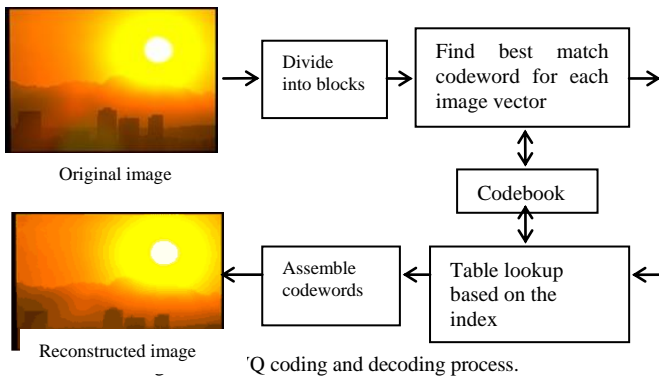 Divide
into blocks
Find best match
codeword for each
image vector
Original image
Codebook
Assemble
codewords
Table lookup
based on the
index
Reconstructed image
Q coding and decoding process.